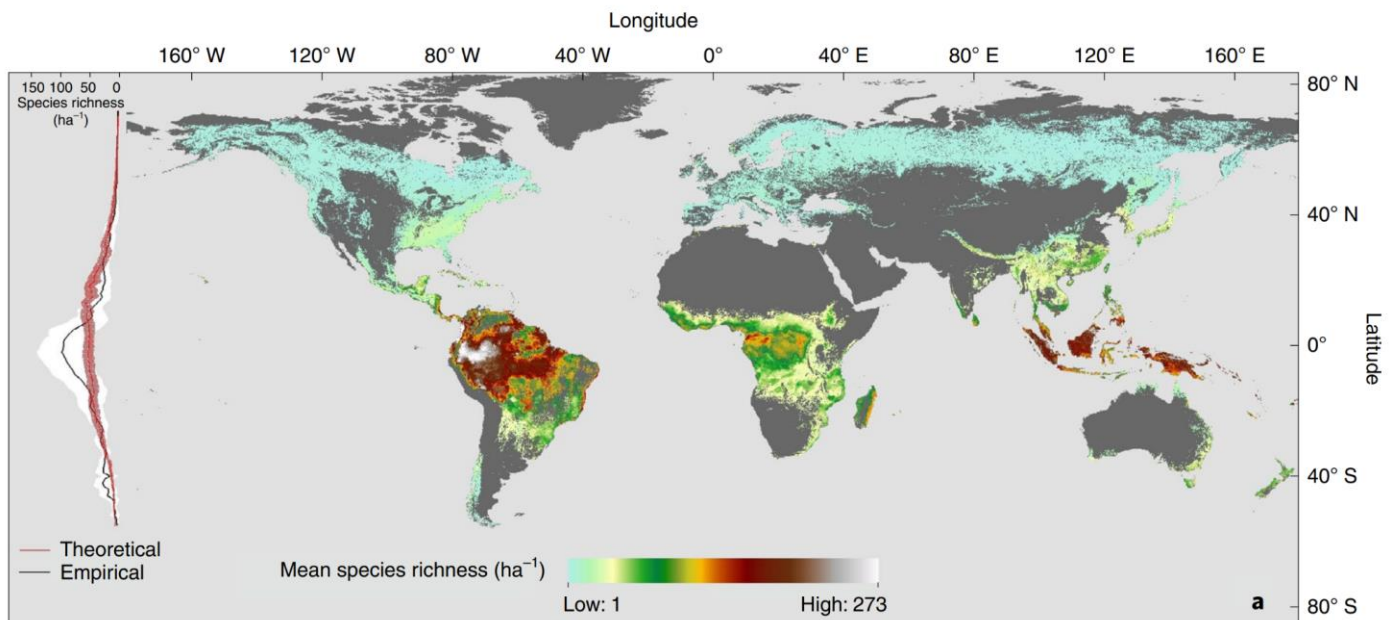 Longitude
160° W 120° W 80° W 40 W 0° 40 E 80 E 120 E 160 E
150 100 50 0
Species richness
(ha⁻¹)
80° N
40° N
0°
Latitude
40° S
80° S
Theoretical
Empirical
Mean species richness (ha⁻¹)
Low: 1 High: 273
a